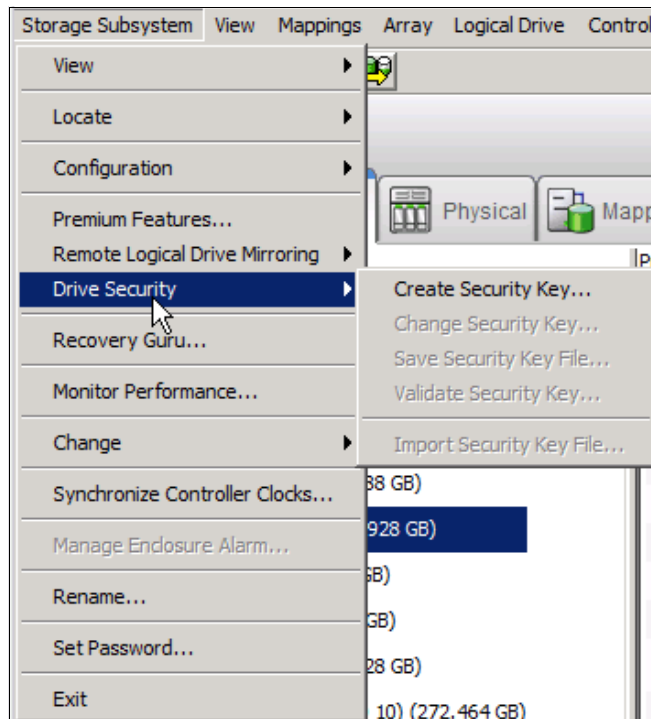 Storage Subsystem View Mappings Array Logical Drive
View
Locate
Configuration
Physical
Premium Features...
Remote Logical Drive Mirroring
Drive Security
Create Security Key...
Change Security Key...
Save Security Key File...
Validate Security Key...
Import Security Key File...
Recovery Guru...
Monitor Performance...
Change
Synchronize Controller Clocks...
88 GB)
Manage Enclosure Alarm...
928 GB)
GB)
Rename...
GB)
Set Password...
28 GB)
Exit
10) (272.464 GB)